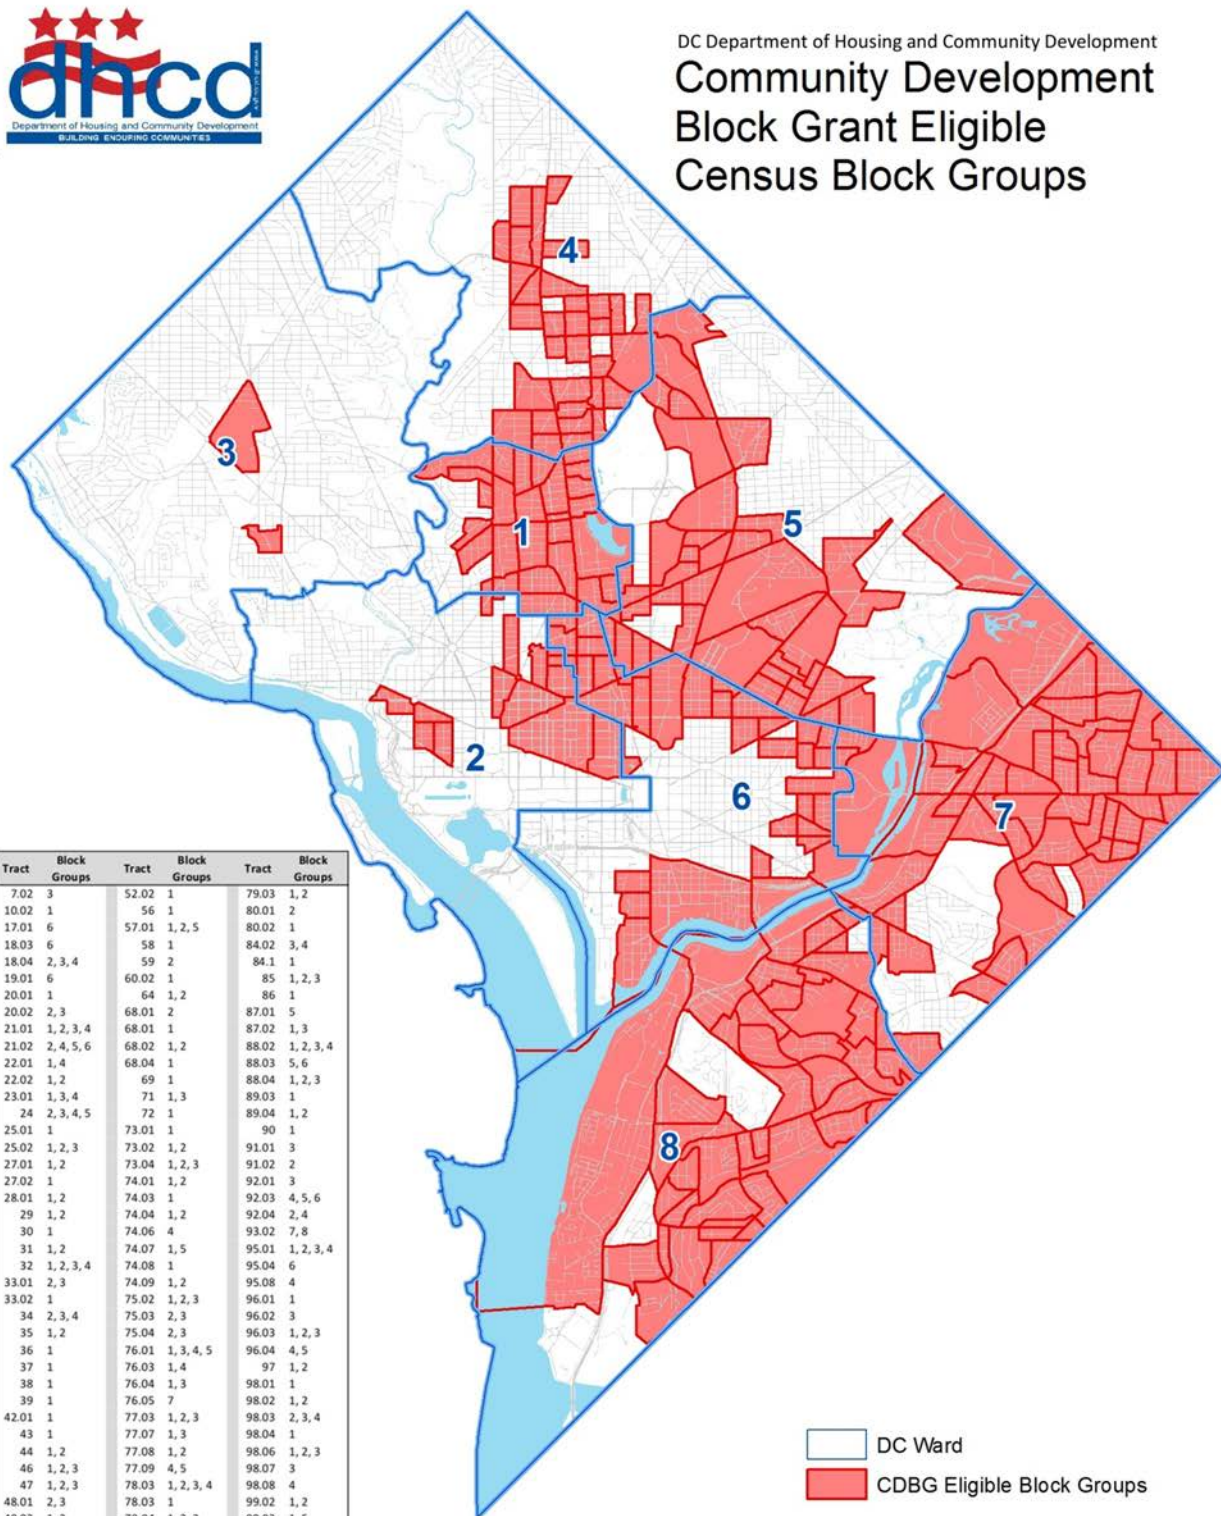 dhcd
Department of Housing and Community Development
BUILDING ENDURING COMMUNITIES
DC Department of Housing and Community Development
Community Development
Block Grant Eligible
Census Block Groups
4
3
5
1
2
6
7
8
Tract Block Groups Tract Block Groups Tract Block Groups
7.02 3 52.02 1 79.03 1, 2
10.02 1 56 1 80.01 2
17.01 6 57.01 1, 2, 5 80.02 1
18.03 6 58 1 84.02 3, 4
18.04 2, 3, 4 59 2 84.1 1
19.01 6 60.02 1 85 1, 2, 3
20.01 1 64 1, 2 86 1
20.02 2, 3 68.01 2 87.01 5
21.01 1, 2, 3, 4 68.01 1 87.02 1, 3
21.02 2, 4, 5, 6 68.02 1, 2 88.02 1, 2, 3, 4
22.01 1, 4 68.04 1 88.03 5, 6
22.02 1, 2 69 1 88.04 1, 2, 3
23.01 1, 3, 4 71 1, 3 89.03 1
24 2, 3, 4, 5 72 1 89.04 1, 2
25.01 1 73.01 1 90 1
25.02 1, 2, 3 73.02 1, 2 91.01 3
27.01 1, 2 73.04 1, 2, 3 91.02 2
27.02 1 74.01 1, 2 92.01 3
28.01 1, 2 74.03 1 92.03 4, 5, 6
29 1, 2 74.04 1, 2 92.04 2, 4
30 1 74.06 4 93.02 7, 8
31 1, 2 74.07 1, 5 95.01 1, 2, 3, 4
32 1, 2, 3, 4 74.08 1 95.04 6
33.01 2, 3 74.09 1, 2 95.08 4
33.02 1 75.02 1, 2, 3 96.01 1
34 2, 3, 4 75.03 2, 3 96.02 3
35 1, 2 75.04 2, 3 96.03 1, 2, 3
36 1 76.01 1, 3, 4, 5 96.04 4, 5
37 1 76.03 1, 4 97 1, 2
38 1 76.04 1, 3 98.01 1
39 1 76.05 7 98.02 1, 2
42.01 1 77.03 1, 2, 3 98.03 2, 3, 4
43 1 77.07 1, 3 98.04 1
44 1, 2 77.08 1, 2 98.06 1, 2, 3
46 1, 2, 3 77.09 4, 5 98.07 3
47 1, 2, 3 78.03 1, 2, 3, 4 98.08 4
48.01 2, 3 78.03 1 99.02 1, 2
DC Ward
CDBG Eligible Block Groups